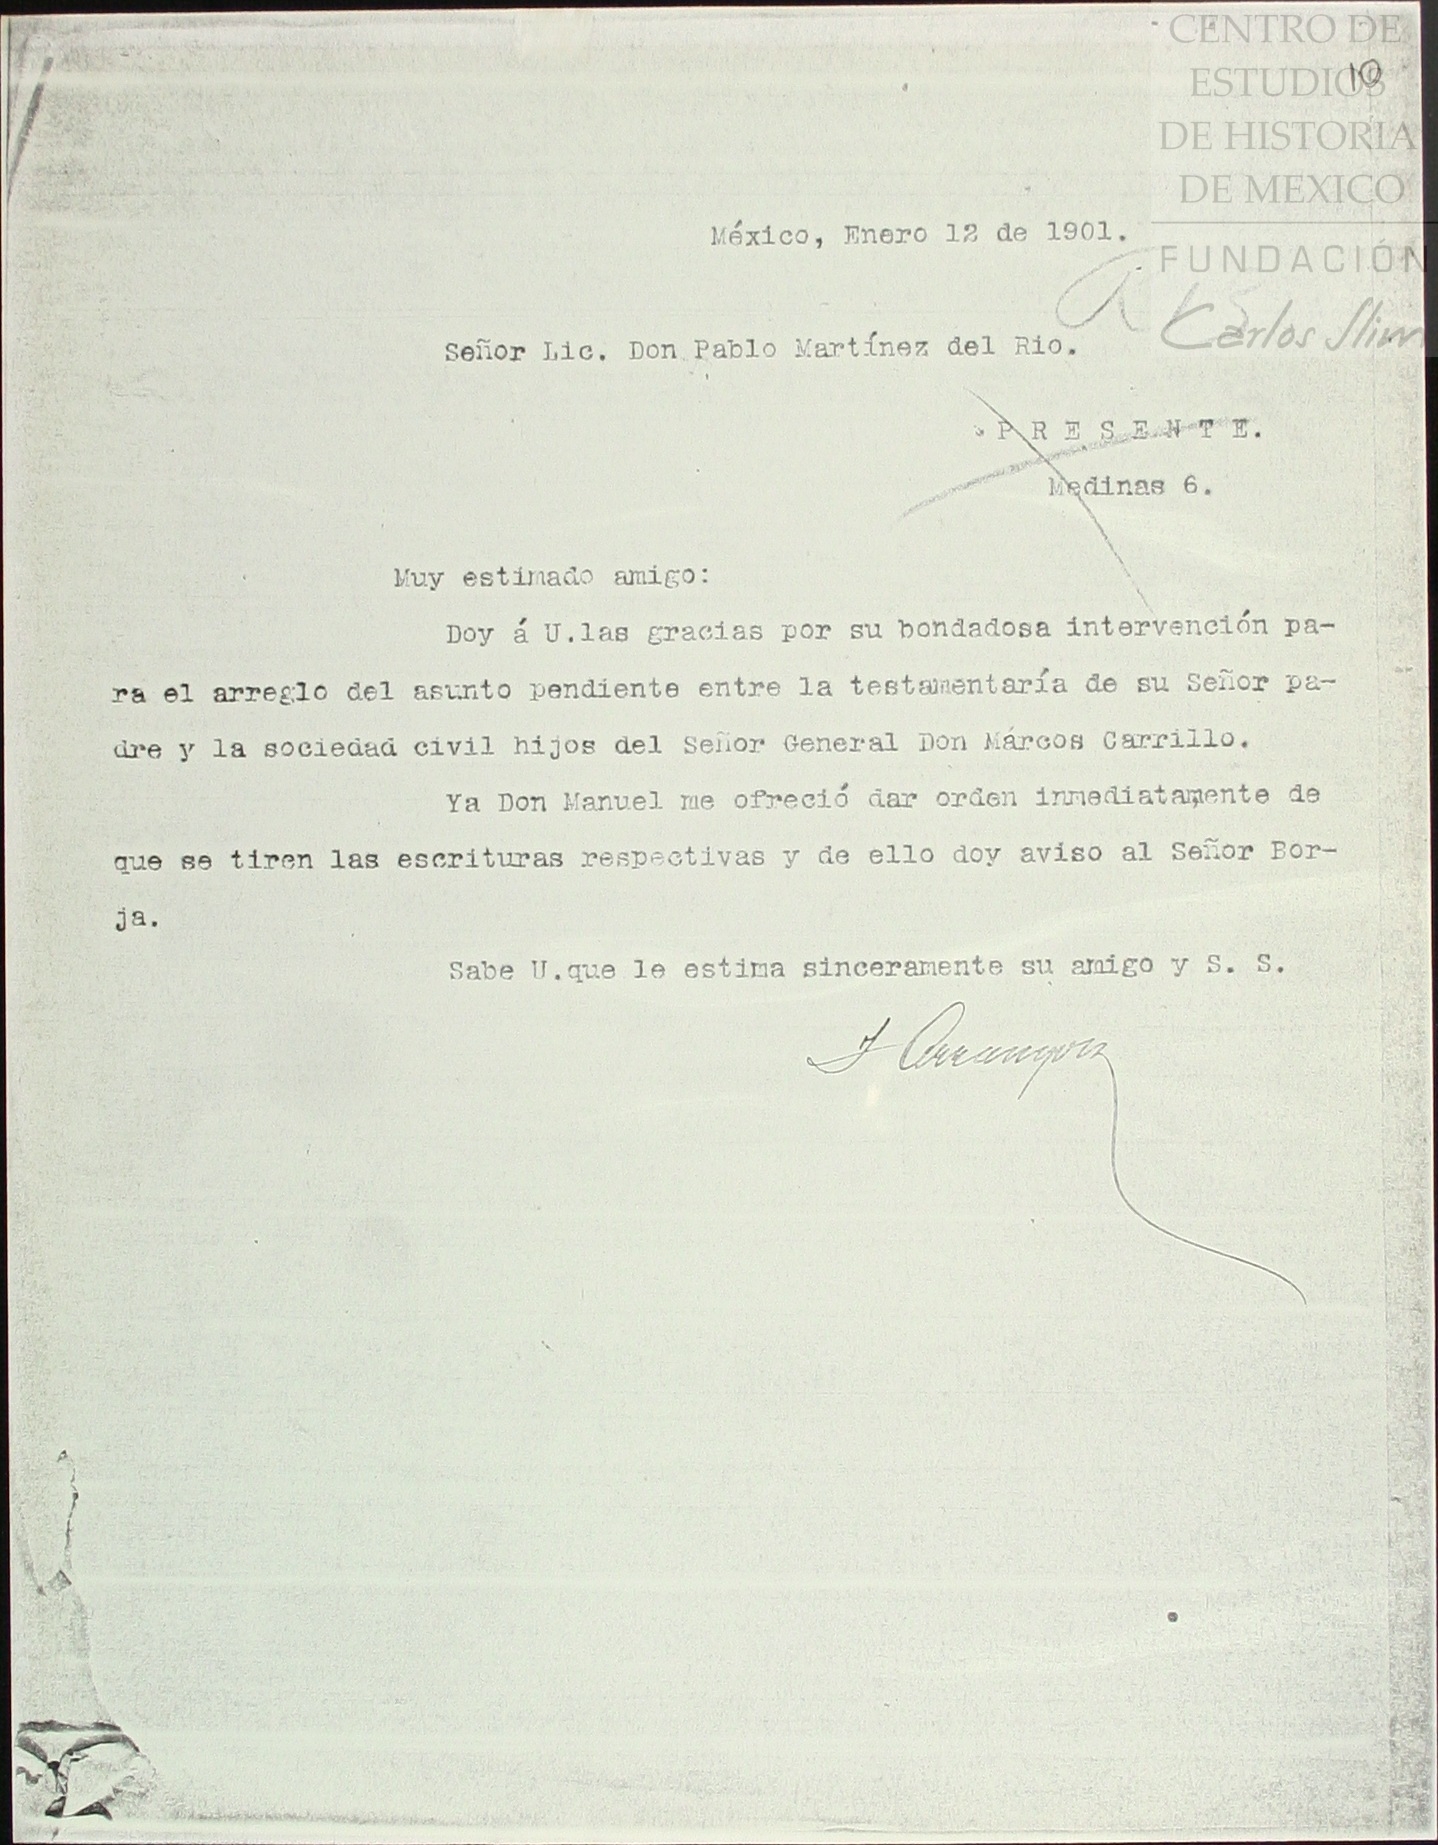 CENTRO DE
ESTUDIOS
DE HISTORIA
DE MEXICO
FUNDACIÓN
Carlos Slim
10
México, Enero 12 de 1901.
Señor Lic. Don Pablo Martínez del Rio.
P R E S E N T E.
Medinas 6.
Muy estimado amigo:
Doy á U.las gracias por su bondadosa intervención pa-
ra el arreglo del asunto pendiente entre la testamentaría de su Señor pa-
dre y la sociedad civil hijos del Señor General Don Márcos Carrillo.
Ya Don Manuel me ofreció dar orden inmediatamente de
que se tiren las escrituras respectivas y de ello doy aviso al Señor Bor-
ja.
Sabe U.que le estima sinceramente su amigo y S. S.